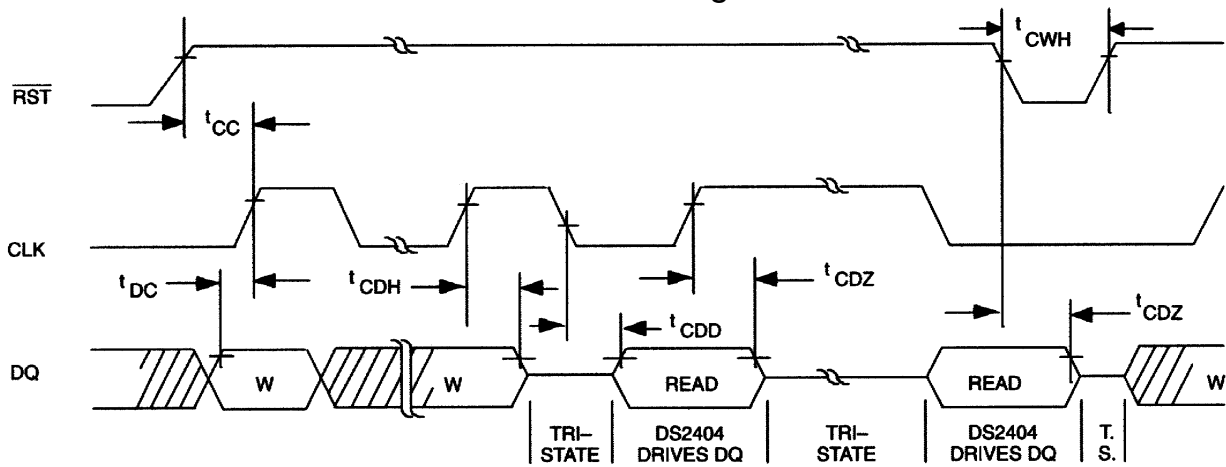 t CWH
RST
t CC
CLK
t DC
t CDH
t CDZ
t CDD
t CDZ
DQ
W
W
READ
READ
W
TRI–
STATE
DS2404
DRIVES DQ
TRI–
STATE
DS2404
DRIVES DQ
T.
S.